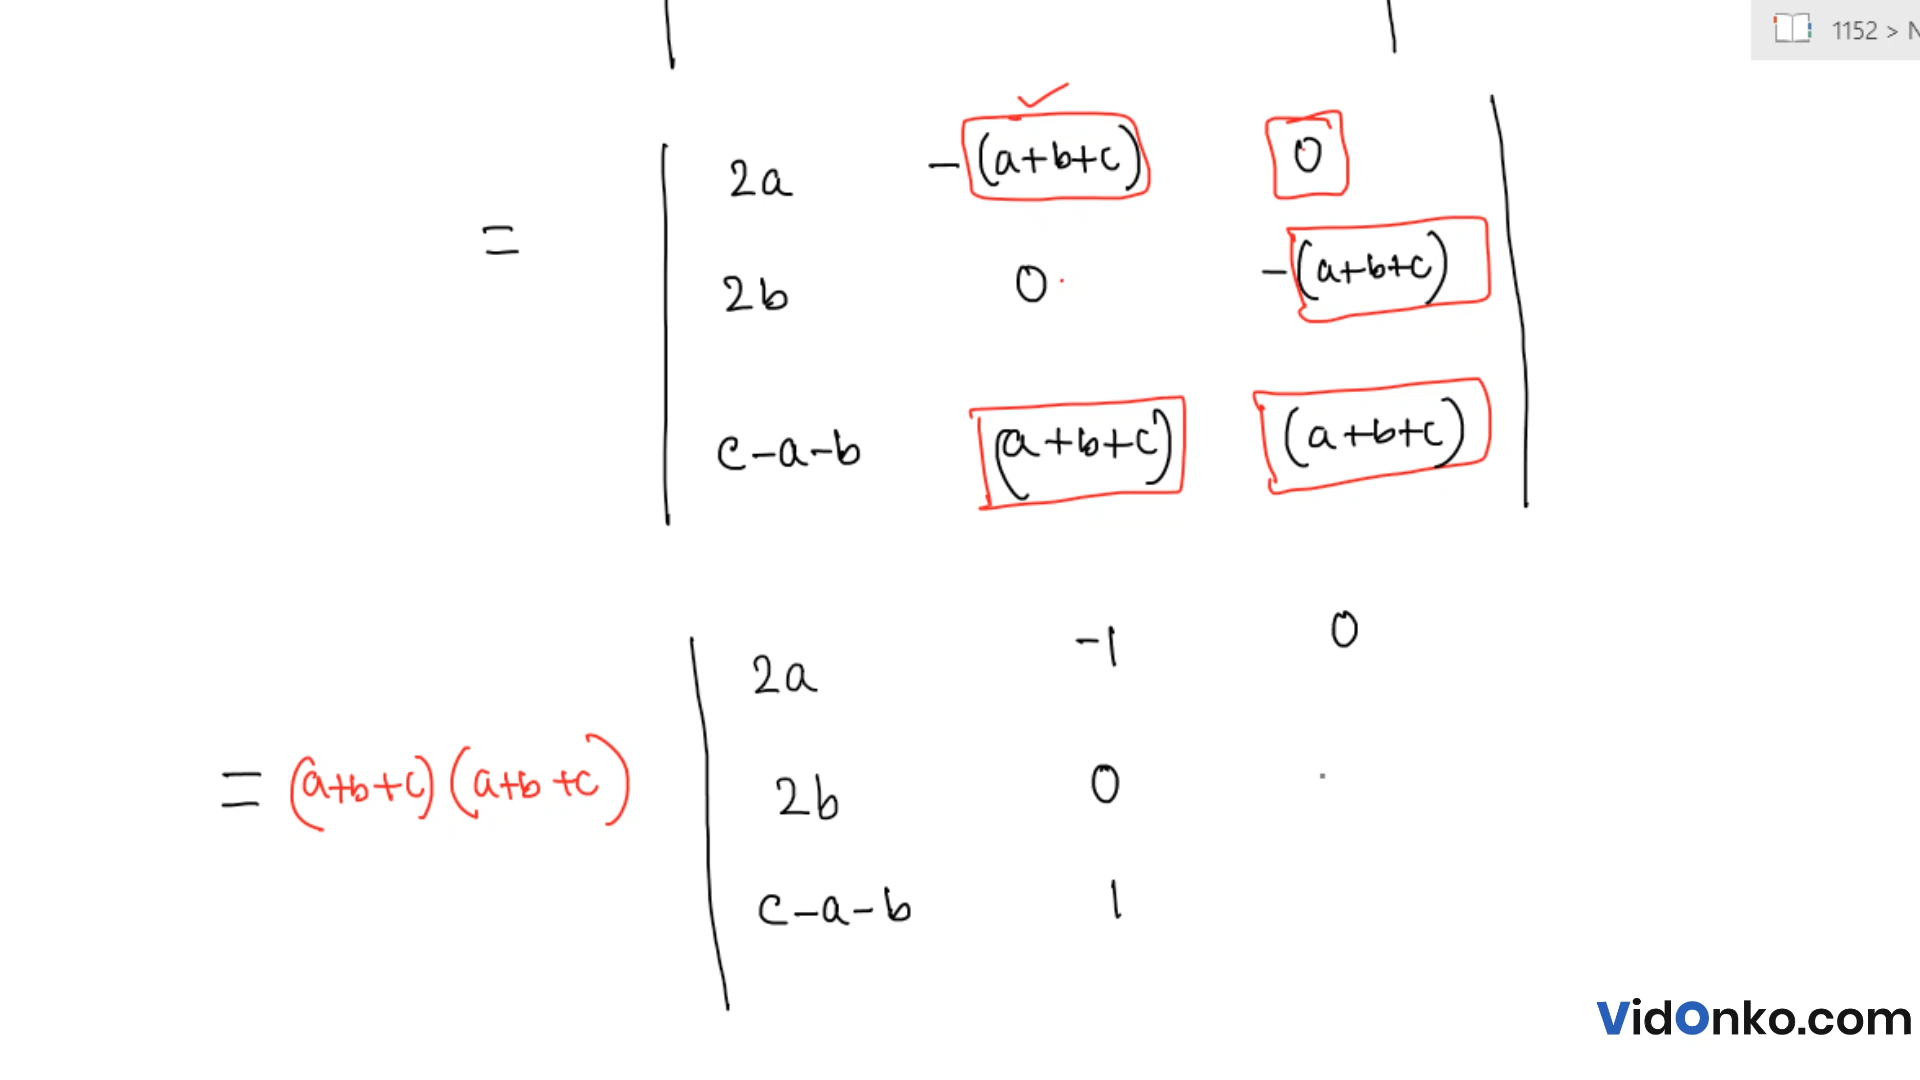 1152 > N
2a -(a+b+c) 0
= 2b 0 -(a+b+c)
c-a-b (a+b+c) (a+b+c)
2a -1 0
= (a+b+c)(a+b+c) 2b 0
c-a-b 1
VidOnko.com